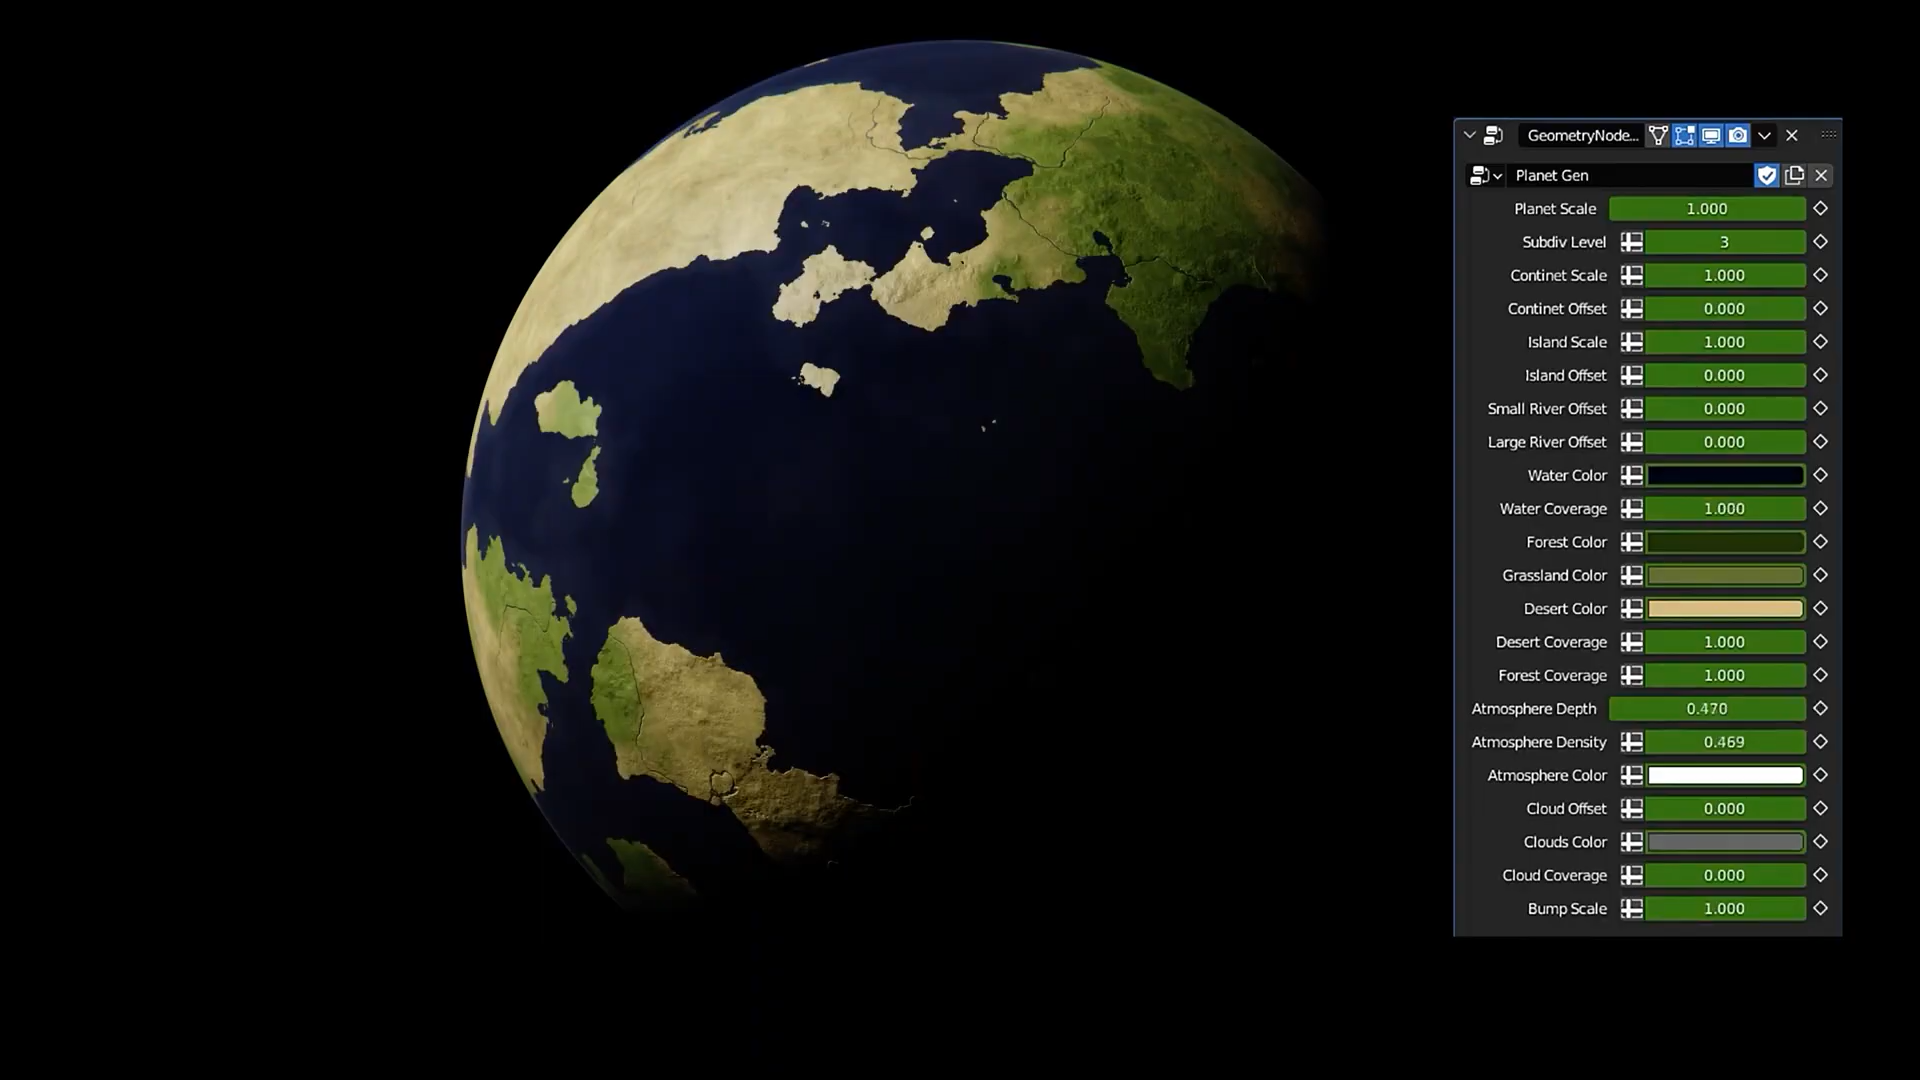 GeometryNode...
Planet Gen
Planet Scale 1.000
Subdiv Level 3
Continet Scale 1.000
Continet Offset 0.000
Island Scale 1.000
Island Offset 0.000
Small River Offset 0.000
Large River Offset 0.000
Water Color
Water Coverage 1.000
Forest Color
Grassland Color
Desert Color
Desert Coverage 1.000
Forest Coverage 1.000
Atmosphere Depth 0.470
Atmosphere Density 0.469
Atmosphere Color
Cloud Offset 0.000
Clouds Color
Cloud Coverage 0.000
Bump Scale 1.000